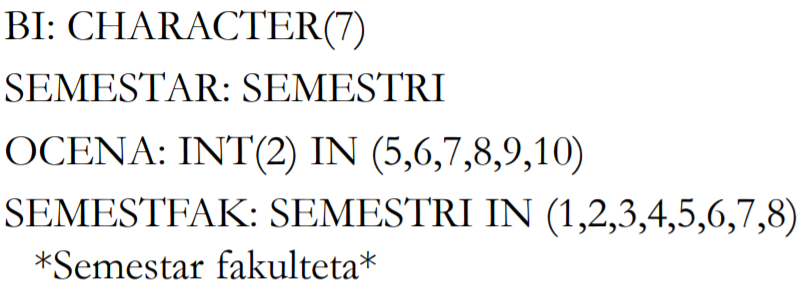 BI: CHARACTER(7)
SEMESTAR: SEMESTRI
OCENA: INT(2) IN (5,6,7,8,9,10)
SEMESTFAK: SEMESTRI IN (1,2,3,4,5,6,7,8)
*Semestar fakulteta*